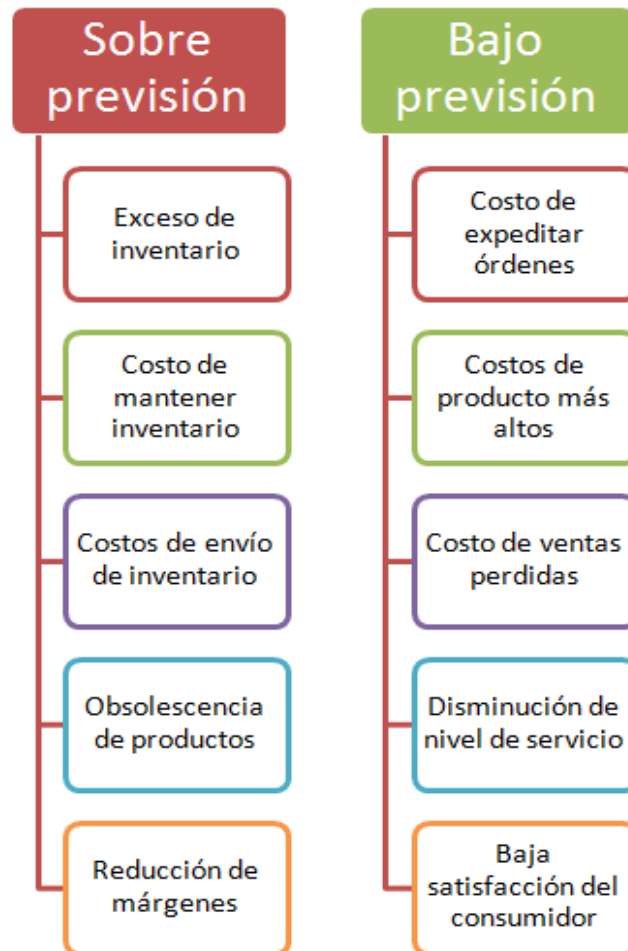 Sobre
previsión
Exceso de
inventario
Costo de
mantener
inventario
Costos de envío
de inventario
Obsolescencia
de productos
Reducción de
márgenes
Bajo
previsión
Costo de
expeditar
órdenes
Costos de
producto más
altos
Costo de ventas
perdidas
Disminución de
nivel de servicio
Baja
satisfacción del
consumidor